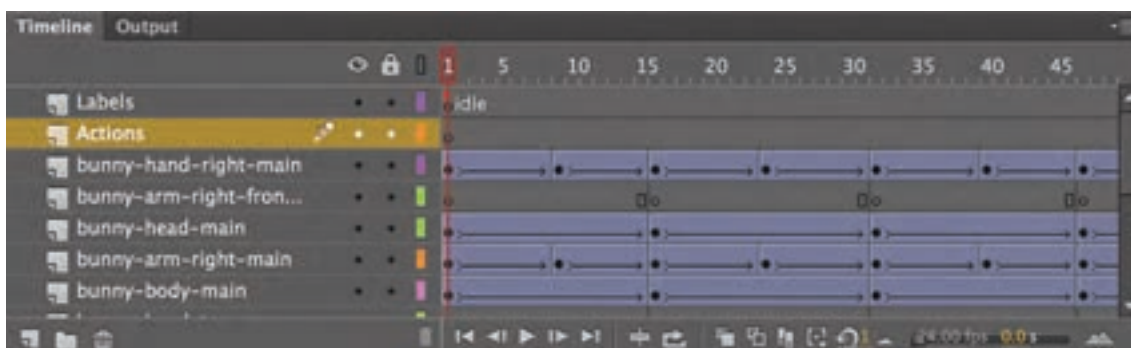 Timeline Output
1 5 10 15 20 25 30 35 40 45
Labels idle
Actions
bunny-hand-right-main
bunny-arm-right-fron...
bunny-head-main
bunny-arm-right-main
bunny-body-main
1 24.00 fps 0.0 s